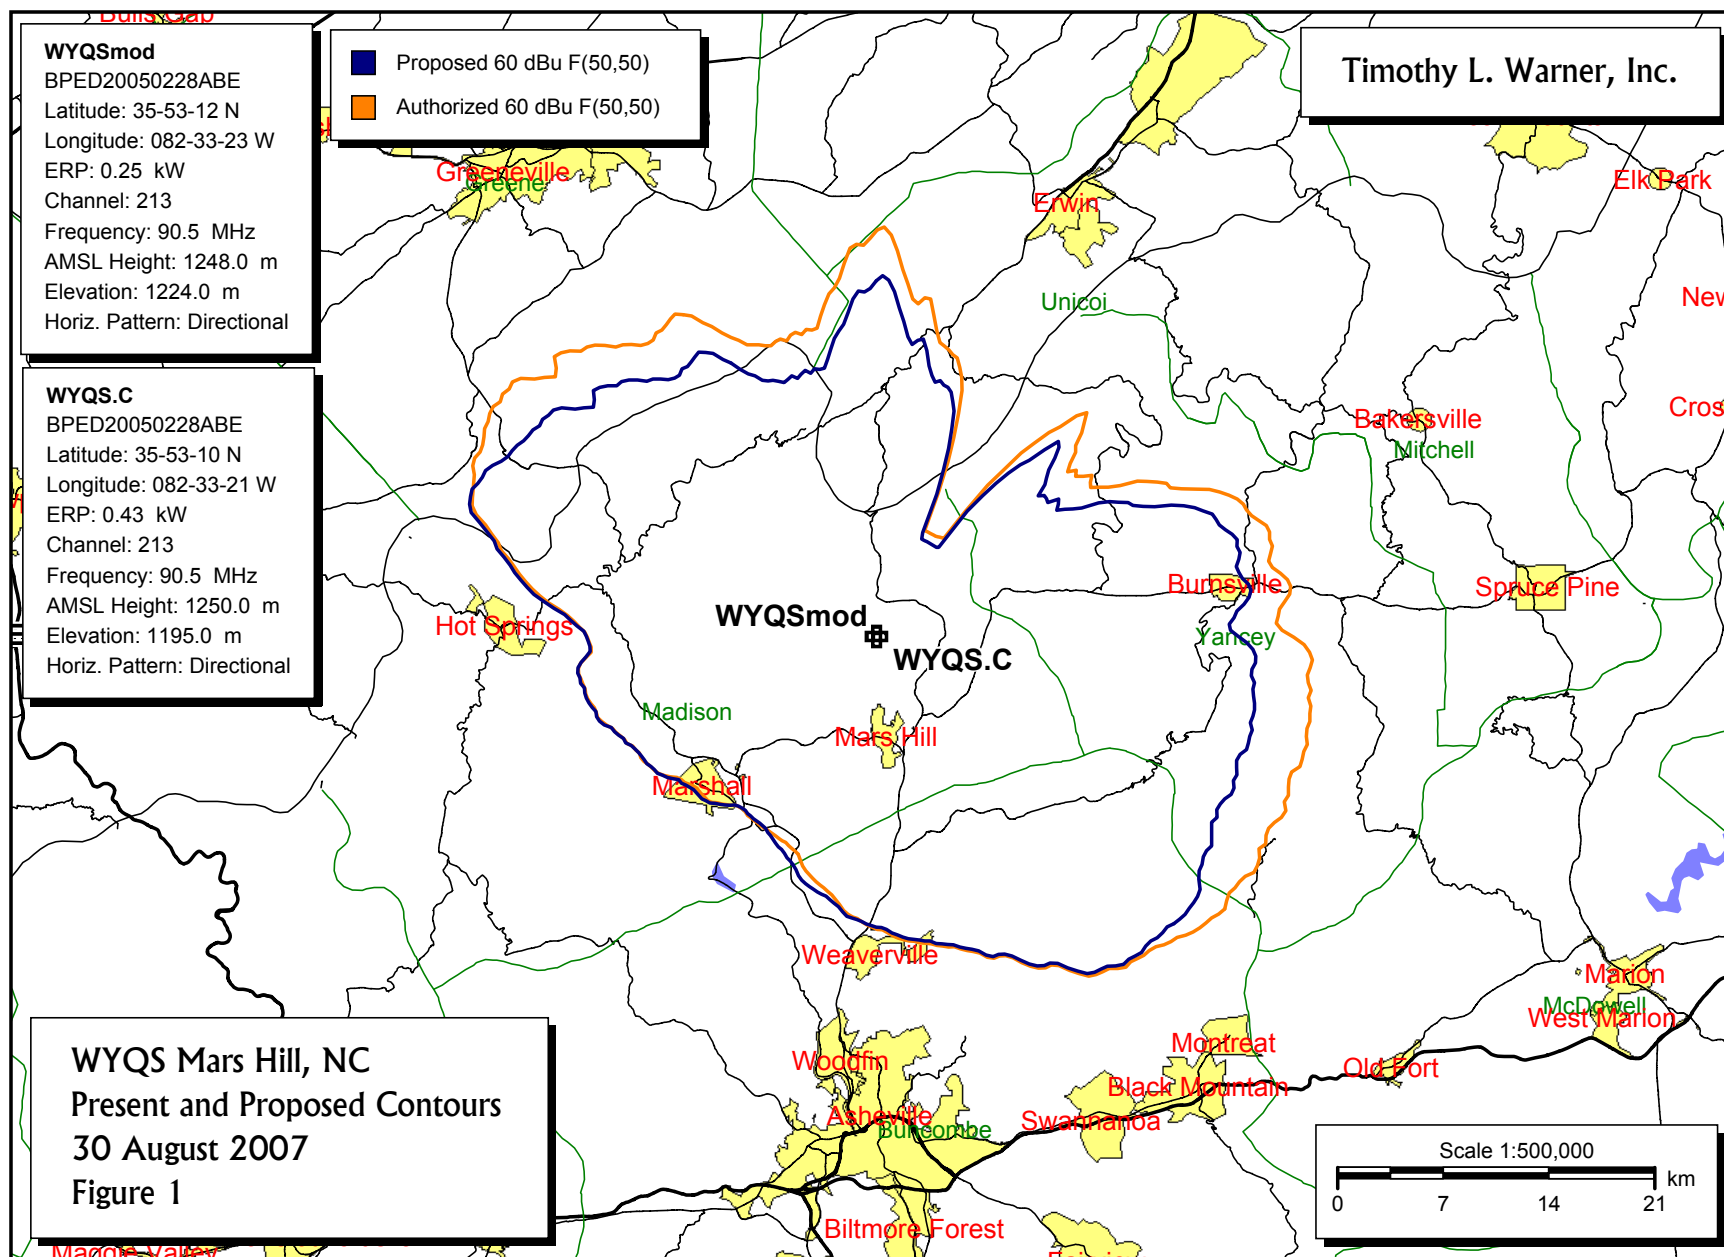 Bulls Gap
WYQSmod
BPED20050228ABE
Latitude: 35-53-12 N
Longitude: 082-33-23 W
ERP: 0.25 kW
Channel: 213
Frequency: 90.5 MHz
AMSL Height: 1248.0 m
Elevation: 1224.0 m
Horiz. Pattern: Directional
Proposed 60 dBu F(50,50)
Authorized 60 dBu F(50,50)
Timothy L. Warner, Inc.
WYQS.C
BPED20050228ABE
Latitude: 35-53-10 N
Longitude: 082-33-21 W
ERP: 0.43 kW
Channel: 213
Frequency: 90.5 MHz
AMSL Height: 1250.0 m
Elevation: 1195.0 m
Horiz. Pattern: Directional
Greeneville
Greene
Erwin
Elk Park
Unicoi
New
Cros
Bakersville
Mitchell
Burnsville
Spruce Pine
Yancey
Hot Springs
WYQSmod
WYQS.C
Madison
Mars Hill
Marshall
Weaverville
Marion
McDowell
West Marion
Montreat
Woodfin
Old Fort
Black Mountain
Asheville
Swannanoa
Buncombe
Biltmore Forest
Maggie Valley
WYQS Mars Hill, NC
Present and Proposed Contours
30 August 2007
Figure 1
Scale 1:500,000
km
0 7 14 21